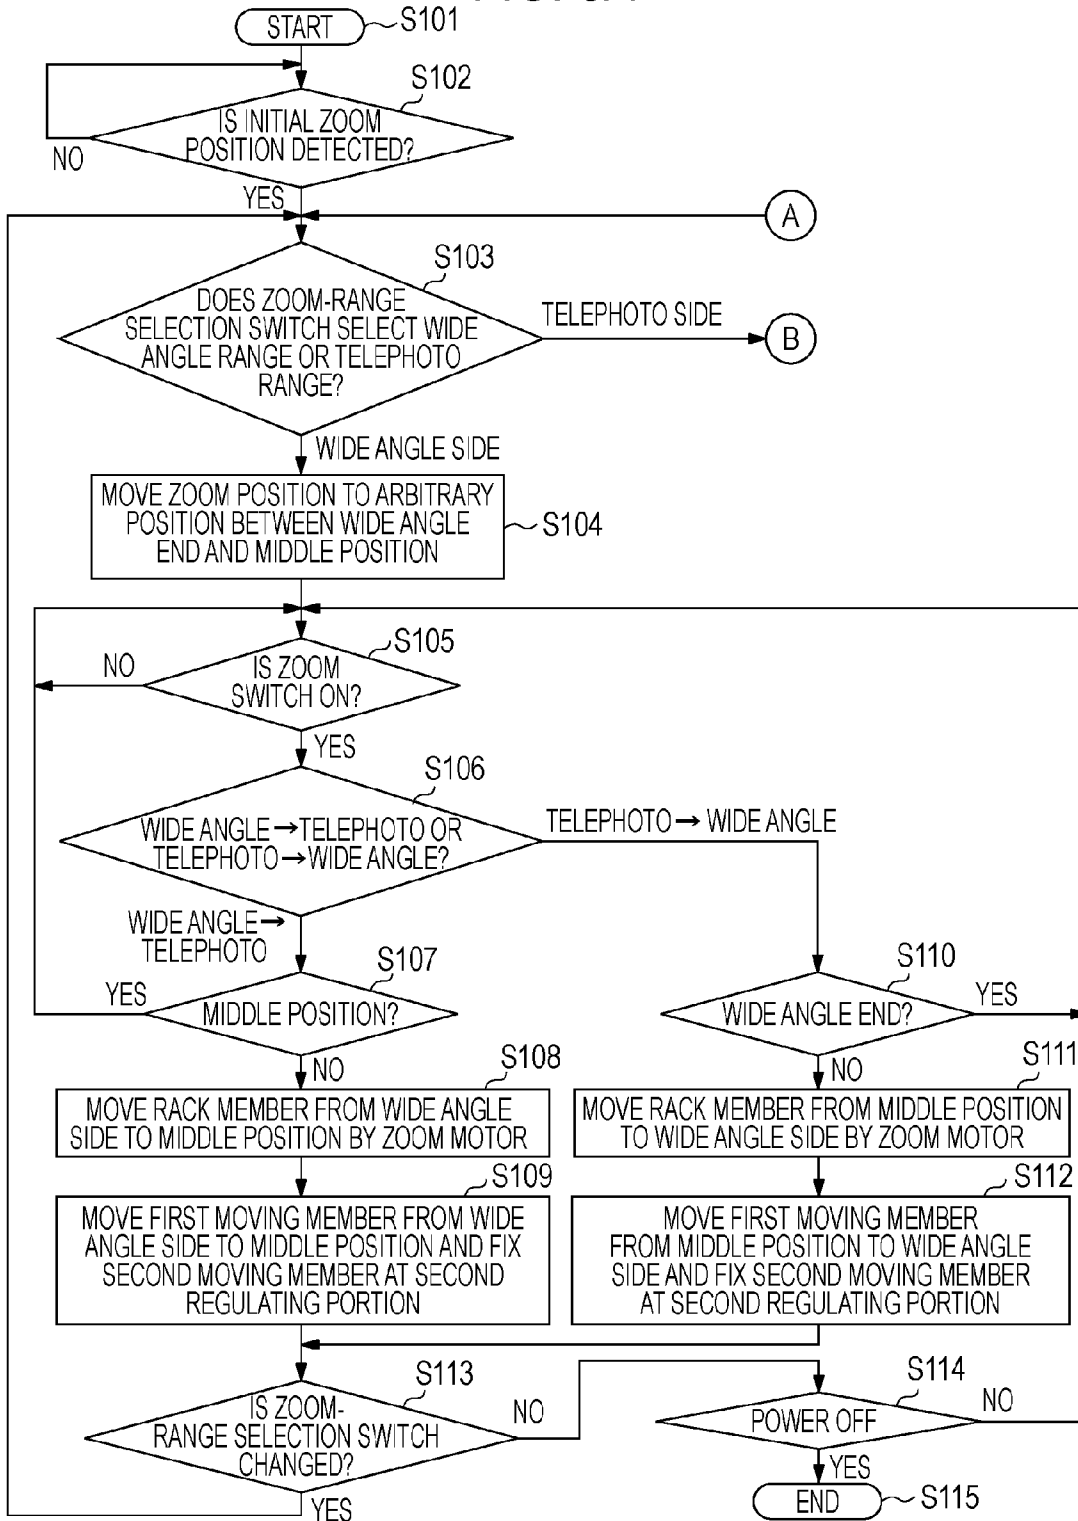 START
S101
S102
IS INITIAL ZOOM
POSITION DETECTED?
NO
YES
A
S103
DOES ZOOM-RANGE
SELECTION SWITCH SELECT WIDE
ANGLE RANGE OR TELEPHOTO
RANGE?
TELEPHOTO SIDE
B
WIDE ANGLE SIDE
MOVE ZOOM POSITION TO ARBITRARY
POSITION BETWEEN WIDE ANGLE
END AND MIDDLE POSITION
S104
S105
NO
IS ZOOM
SWITCH ON?
YES
S106
WIDE ANGLE→TELEPHOTO OR
TELEPHOTO→WIDE ANGLE?
TELEPHOTO→WIDE ANGLE
WIDE ANGLE→
TELEPHOTO
S107
YES
MIDDLE POSITION?
NO
S110
WIDE ANGLE END?
YES
NO
S108
MOVE RACK MEMBER FROM WIDE ANGLE
SIDE TO MIDDLE POSITION BY ZOOM MOTOR
S111
MOVE RACK MEMBER FROM MIDDLE POSITION
TO WIDE ANGLE SIDE BY ZOOM MOTOR
S109
MOVE FIRST MOVING MEMBER FROM WIDE
ANGLE SIDE TO MIDDLE POSITION AND FIX
SECOND MOVING MEMBER AT SECOND
REGULATING PORTION
S112
MOVE FIRST MOVING MEMBER
FROM MIDDLE POSITION TO WIDE ANGLE
SIDE AND FIX SECOND MOVING MEMBER
AT SECOND REGULATING PORTION
S113
IS ZOOM-
RANGE SELECTION SWITCH
CHANGED?
NO
YES
S114
POWER OFF
NO
YES
END
S115